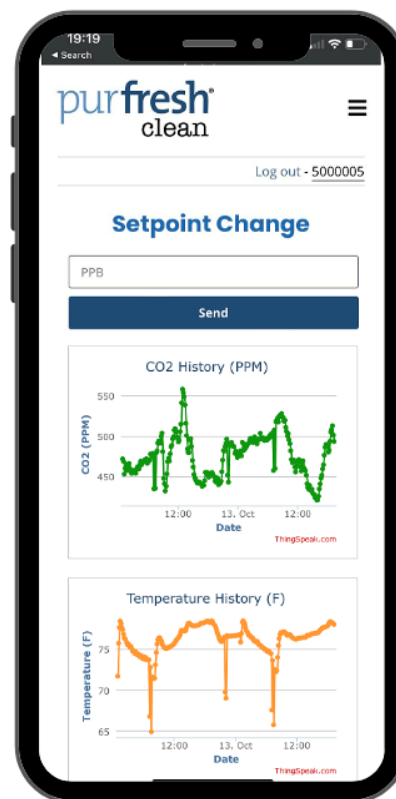 19:19
◂ Search
purfresh®
clean
Log out - 5000005
Setpoint Change
PPB
Send
CO2 History (PPM)
550
500
450
CO2 (PPM)
12:00 13. Oct 12:00
Date
ThingSpeak.com
Temperature History (F)
75
70
65
Temperature (F)
12:00 13. Oct 12:00
Date
ThingSpeak.com